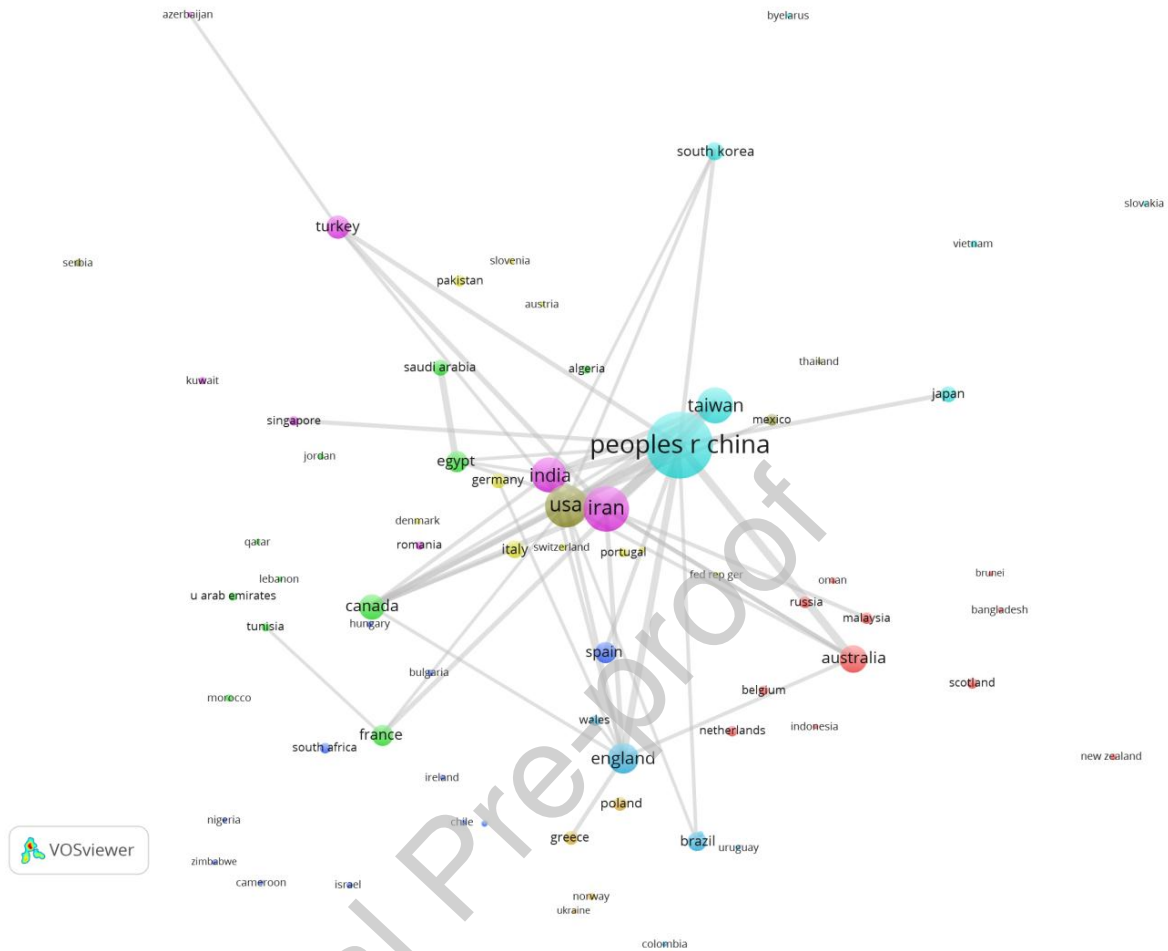 azerbaijan
byelarus
south korea
slovakia
turkey
vietnam
serbia
slovenia
pakistan
austria
saudi arabia
algeria
thailand
kuwait
japan
taiwan
singapore
mexico
peoples r china
jordan
egypt
india
germany
usa
iran
denmark
qatar
romania
italy
switzerland
portugal
lebanon
fed rep ger
oman
brunei
u arab emirates
canada
russia
malaysia
bangladesh
hungary
tunisia
spain
australia
bulgaria
belgium
scotland
morocco
wales
netherlands
indonesia
france
south africa
england
new zealand
ireland
poland
nigeria
chile
greece
brazil
uruguay
VOSviewer
zimbabwe
cameroon
israel
norway
ukraine
colombia
l Pre-proof